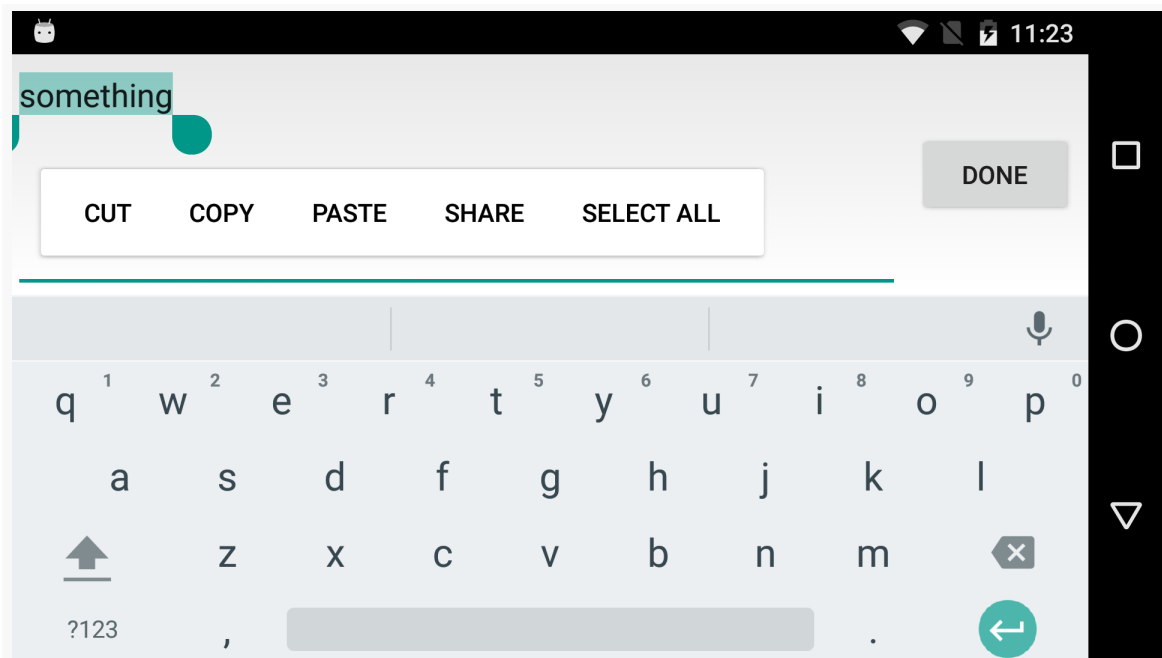 11:23
something
DONE
CUT COPY PASTE SHARE SELECT ALL
1 2 3 4 5 6 7 8 9 0
q w e r t y u i o p
a s d f g h j k l
z x c v b n m
?123 , .